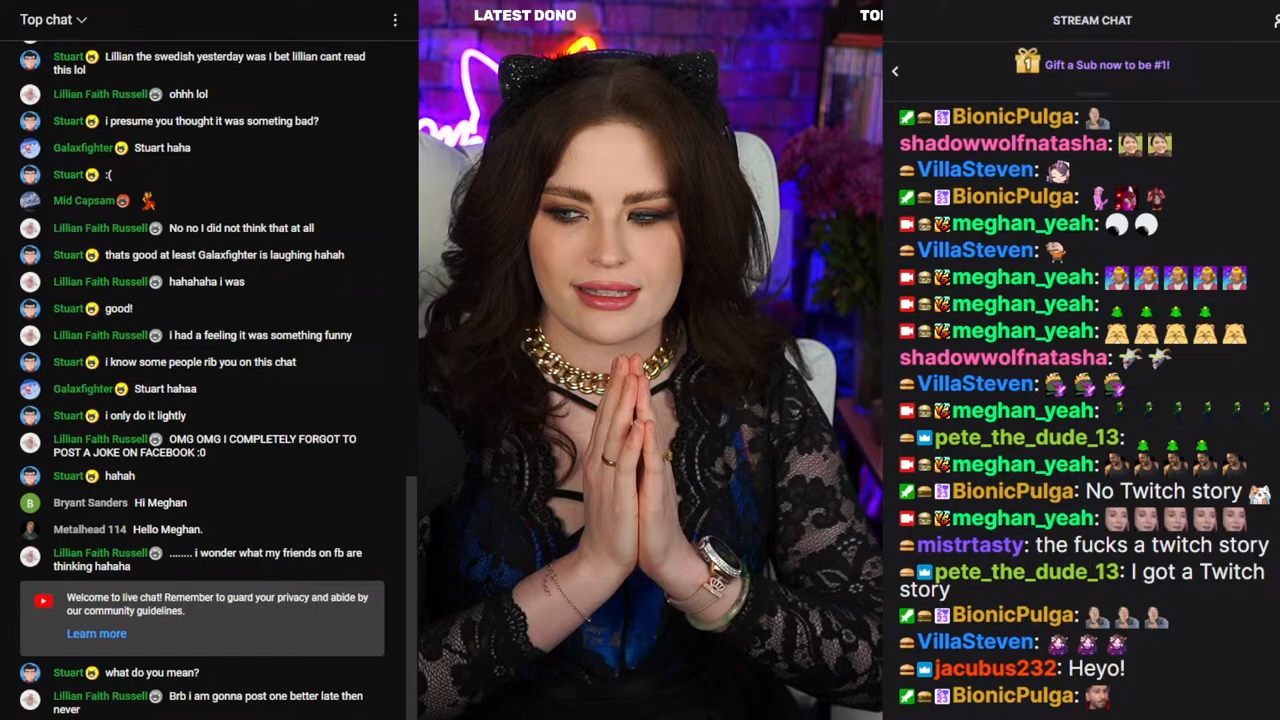 Top chat
Stuart Lillian the swedish yesterday was I bet lillian cant read
this lol
Lillian Faith Russell ohhh lol
Stuart i presume you thought it was someting bad?
Galaxfighter Stuart haha
Stuart :(
Mid Capsam
Lillian Faith Russell No no I did not think that at all
Stuart thats good at least Galaxfighter is laughing hahah
Lillian Faith Russell hahahaha i was
Stuart good!
Lillian Faith Russell i had a feeling it was something funny
Stuart i know some people rib you on this chat
Galaxfighter Stuart hahaa
Stuart i only do it lightly
Lillian Faith Russell OMG OMG I COMPLETELY FORGOT TO
POST A JOKE ON FACEBOOK :0
Stuart hahah
B Bryant Sanders Hi Meghan
Metalhead 114 Hello Meghan.
Lillian Faith Russell ........ i wonder what my friends on fb are
thinking hahaha
Welcome to live chat! Remember to guard your privacy and abide by
our community guidelines.
Learn more
Stuart what do you mean?
Lillian Faith Russell Brb i am gonna post one better late then
never
LATEST DONO
STREAM CHAT
1 Gift a Sub now to be #1!
BionicPulga:
shadowwolfnatasha:
VillaSteven:
BionicPulga:
meghan_yeah:
VillaSteven:
meghan_yeah:
meghan_yeah:
meghan_yeah:
shadowwolfnatasha:
VillaSteven:
meghan_yeah:
pete_the_dude_13:
meghan_yeah:
BionicPulga: No Twitch story
meghan_yeah:
mistrtasty: the fucks a twitch story
pete_the_dude_13: I got a Twitch
story
BionicPulga:
VillaSteven:
jacubus232: Heyo!
BionicPulga: